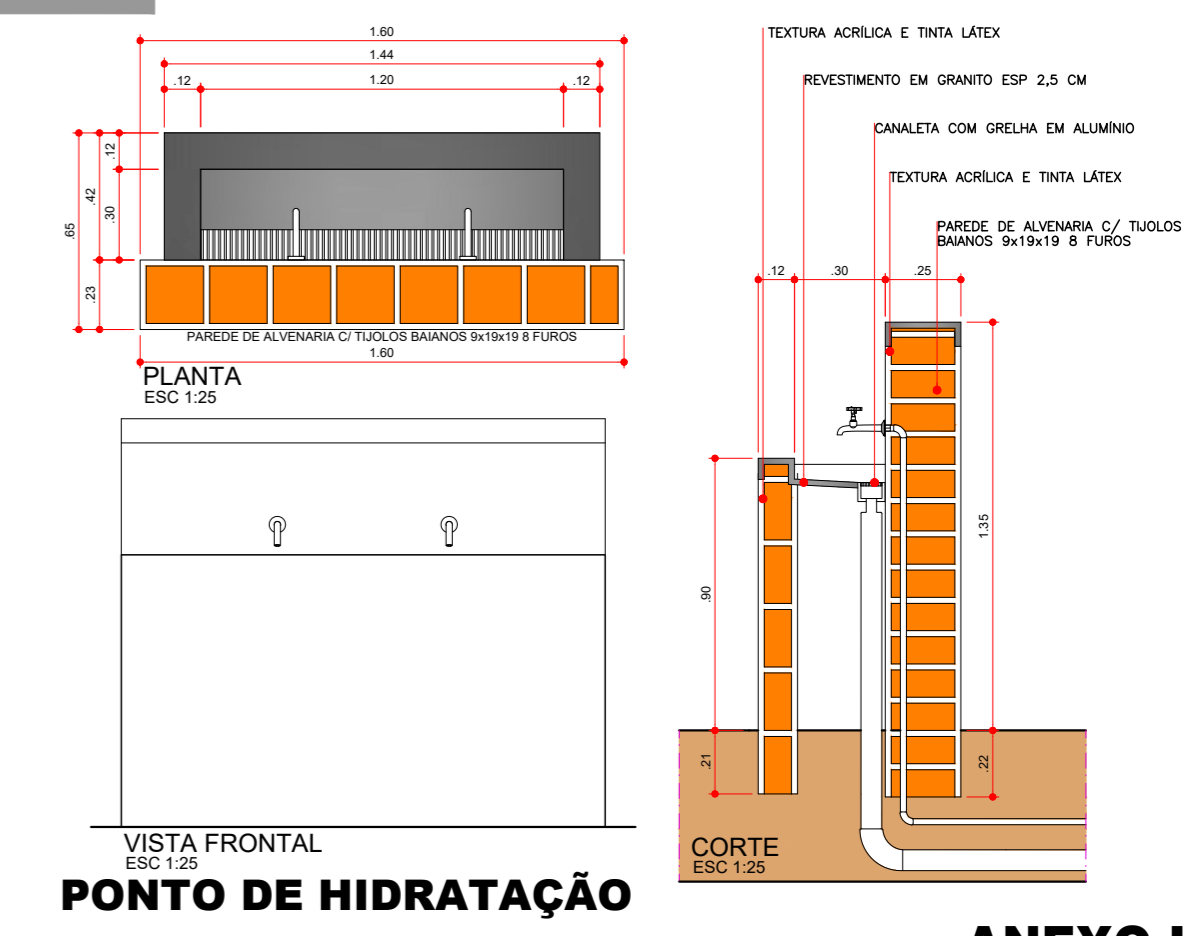 1.60
1.44
.12
1.20
.12
.12
.42
.30
.65
.23
PAREDE DE ALVENARIA C/ TIJOLOS BAIANOS 9x19x19 8 FUROS
1.60
PLANTA
ESC 1:25
VISTA FRONTAL
ESC 1:25
PONTO DE HIDRATAÇÃO
TEXTURA ACRÍLICA E TINTA LÁTEX
REVESTIMENTO EM GRANITO ESP 2,5 CM
CANALETA COM GRELHA EM ALUMÍNIO
TEXTURA ACRÍLICA E TINTA LÁTEX
PAREDE DE ALVENARIA C/ TIJOLOS
BAIANOS 9x19x19 8 FUROS
.12
.30
.25
1.35
.90
.21
.22
CORTE
ESC 1:25